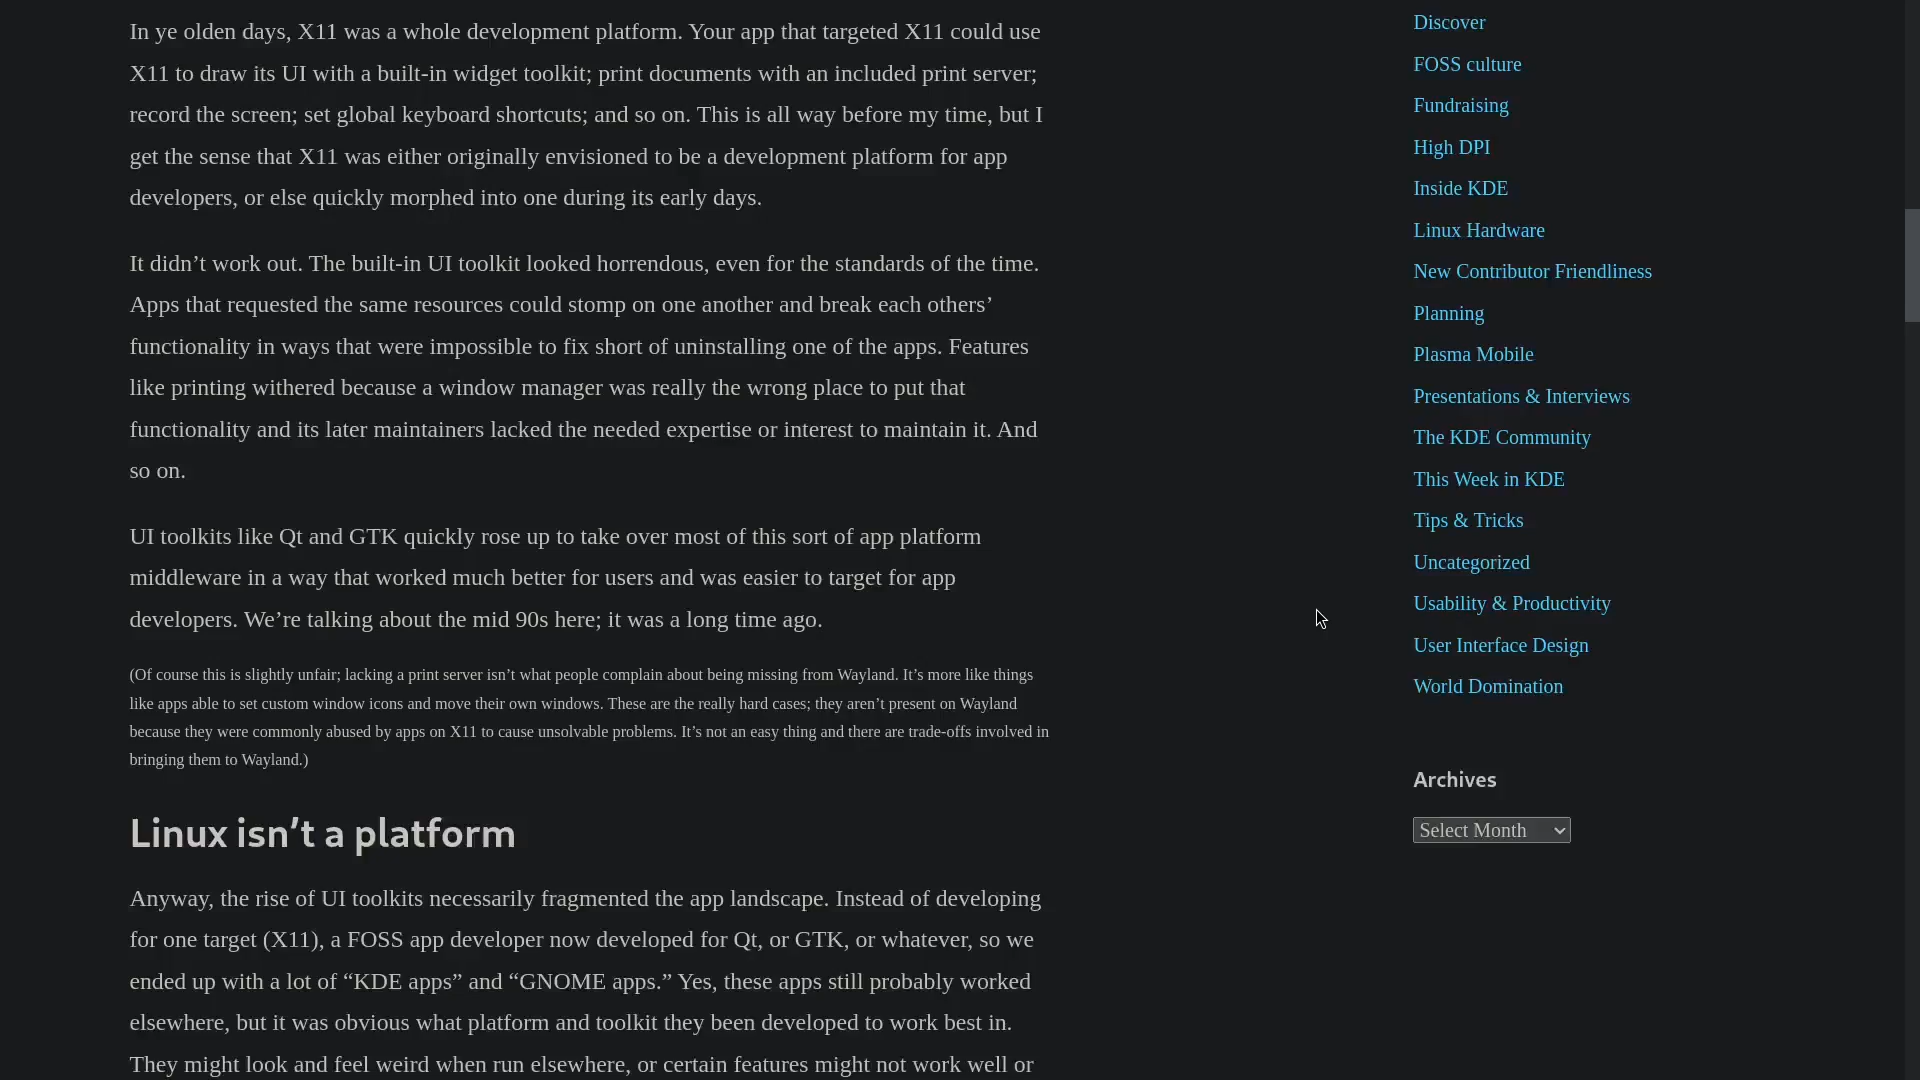 In ye olden days, X11 was a whole development platform. Your app that targeted X11 could use
X11 to draw its UI with a built-in widget toolkit; print documents with an included print server;
record the screen; set global keyboard shortcuts; and so on. This is all way before my time, but I
get the sense that X11 was either originally envisioned to be a development platform for app
developers, or else quickly morphed into one during its early days.
It didn’t work out. The built-in UI toolkit looked horrendous, even for the standards of the time.
Apps that requested the same resources could stomp on one another and break each others’
functionality in ways that were impossible to fix short of uninstalling one of the apps. Features
like printing withered because a window manager was really the wrong place to put that
functionality and its later maintainers lacked the needed expertise or interest to maintain it. And
so on.
UI toolkits like Qt and GTK quickly rose up to take over most of this sort of app platform
middleware in a way that worked much better for users and was easier to target for app
developers. We’re talking about the mid 90s here; it was a long time ago.
(Of course this is slightly unfair; lacking a print server isn’t what people complain about being missing from Wayland. It’s more like things
like apps able to set custom window icons and move their own windows. These are the really hard cases; they aren’t present on Wayland
because they were commonly abused by apps on X11 to cause unsolvable problems. It’s not an easy thing and there are trade-offs involved in
bringing them to Wayland.)
Linux isn’t a platform
Anyway, the rise of UI toolkits necessarily fragmented the app landscape. Instead of developing
for one target (X11), a FOSS app developer now developed for Qt, or GTK, or whatever, so we
ended up with a lot of “KDE apps” and “GNOME apps.” Yes, these apps still probably worked
elsewhere, but it was obvious what platform and toolkit they been developed to work best in.
They might look and feel weird when run elsewhere, or certain features might not work well or
Discover
FOSS culture
Fundraising
High DPI
Inside KDE
Linux Hardware
New Contributor Friendliness
Planning
Plasma Mobile
Presentations & Interviews
The KDE Community
This Week in KDE
Tips & Tricks
Uncategorized
Usability & Productivity
User Interface Design
World Domination
Archives
Select Month